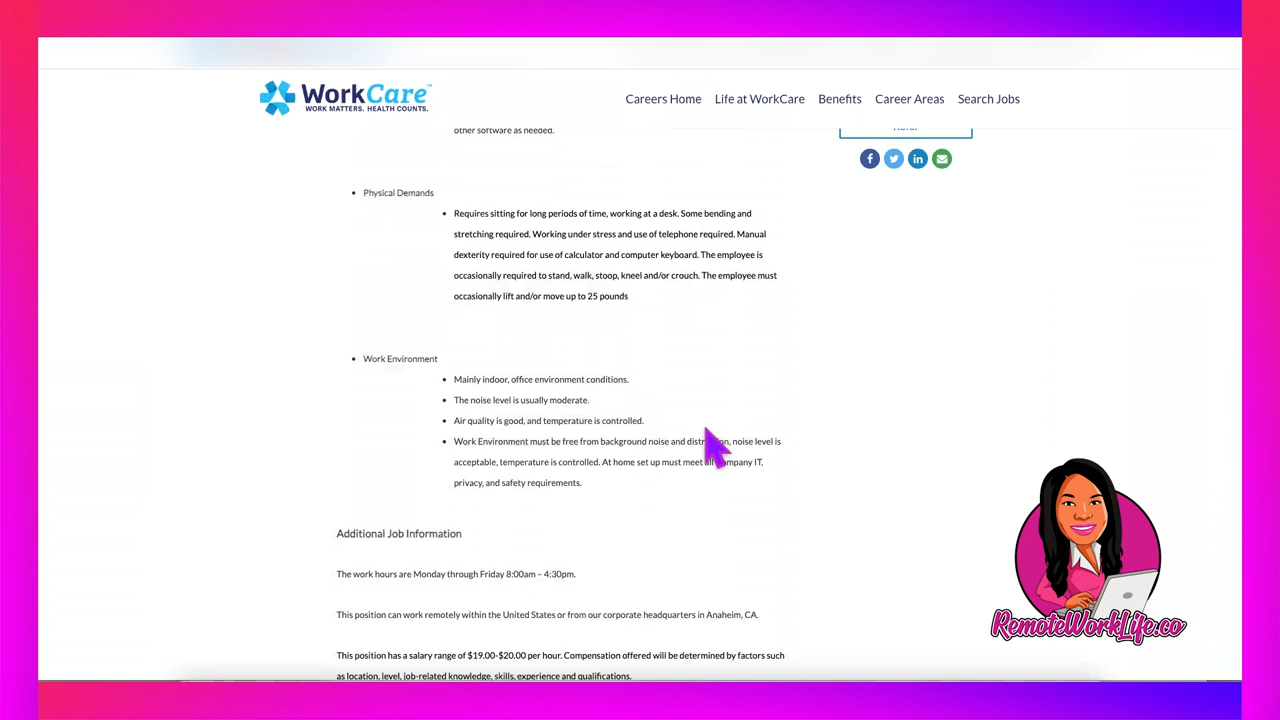 WorkCare
WORK MATTERS. HEALTH COUNTS.
Careers Home Life at WorkCare Benefits Career Areas Search Jobs
other software as needed.
Physical Demands
Requires sitting for long periods of time, working at a desk. Some bending and
stretching required. Working under stress and use of telephone required. Manual
dexterity required for use of calculator and computer keyboard. The employee is
occasionally required to stand, walk, stoop, kneel and/or crouch. The employee must
occasionally lift and/or move up to 25 pounds
Work Environment
Mainly indoor, office environment conditions.
The noise level is usually moderate.
Air quality is good, and temperature is controlled.
Work Environment must be free from background noise and noise level is
acceptable, temperature is controlled. At home set up must meet all company IT,
privacy, and safety requirements.
Additional Job Information
The work hours are Monday through Friday 8:00am – 4:30pm.
This position can work remotely within the United States or from our corporate headquarters in Anaheim, CA.
This position has a salary range of $19.00-$20.00 per hour. Compensation offered will be determined by factors such
as location, level, job-related knowledge, skills, experience and qualifications.
RemoteWorkLife.co